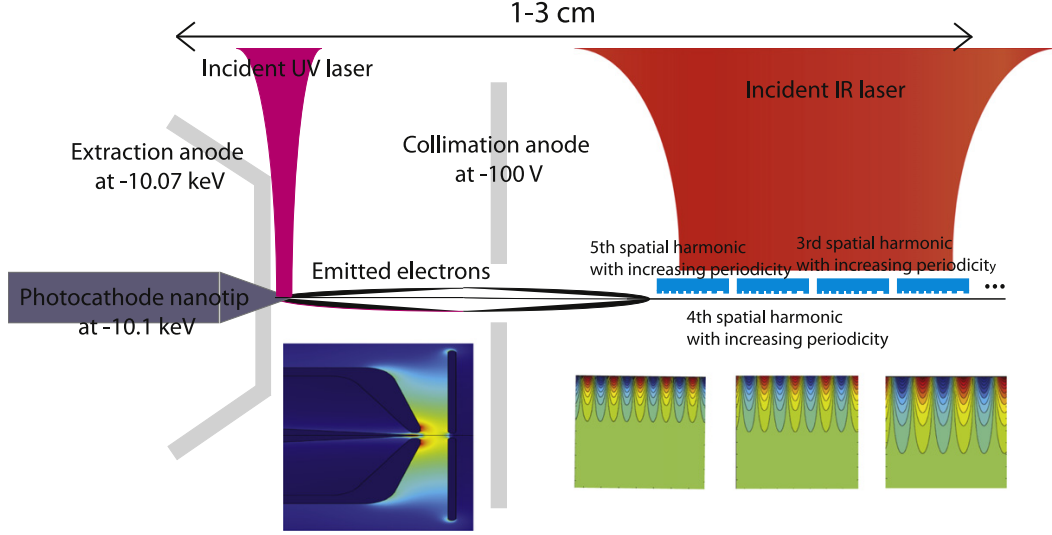 1-3 cm
Incident UV laser
Incident IR laser
Extraction anode
at -10.07 keV
Collimation anode
at -100 V
5th spatial harmonic
with increasing periodicity
3rd spatial harmonic
with increasing periodicity
Emitted electrons
Photocathode nanotip
at -10.1 keV
4th spatial harmonic
with increasing periodicity
•••